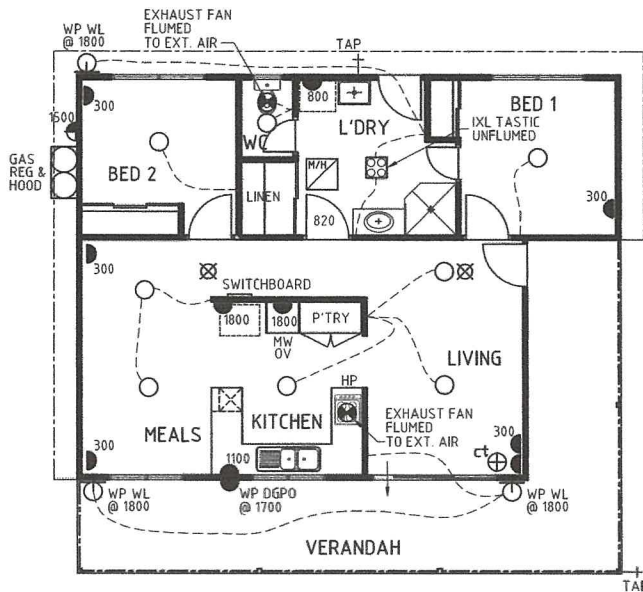 EXHAUST FAN
FLUMED
TO EXT. AIR
WP WL
@ 1800
TAP
300
1500
GAS
REG &
HOOD
BED 2
WC
LINEN
800
L'DRY
M/H
820
BED 1
IXL TASTIC
UNFLUMED
300
300
SWITCHBOARD
1800
1800
MW
OV
P'TRY
LIVING
HP
KITCHEN
EXHAUST FAN
FLUMED
TO EXT. AIR
MEALS
300
1100
300
ct
WP WL
@ 1800
WP DGPO
@ 1700
WP WL
@ 1800
VERANDAH
TAP